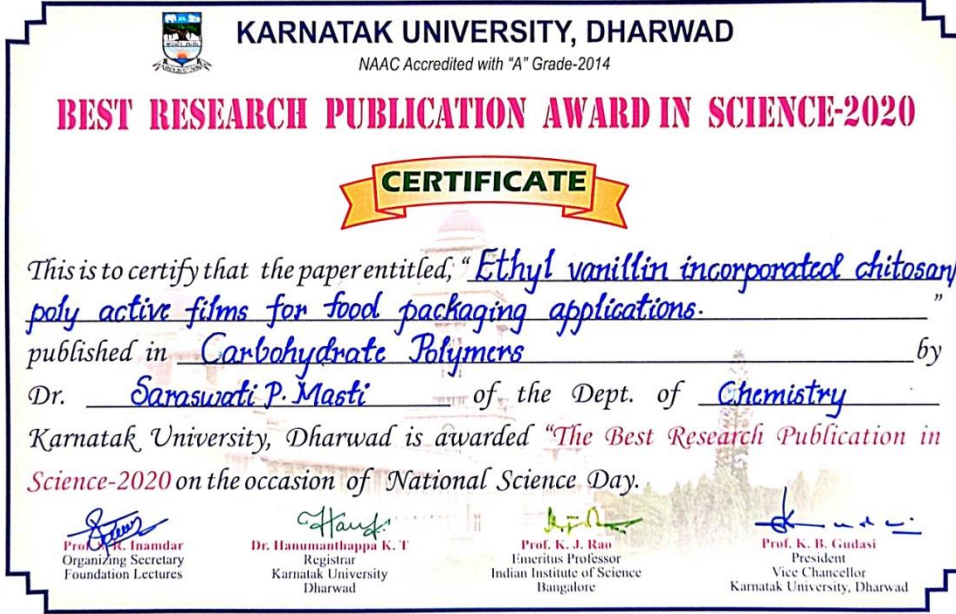 KARNATAK UNIVERSITY, DHARWAD
NAAC Accredited with "A" Grade-2014
BEST RESEARCH PUBLICATION AWARD IN SCIENCE-2020
CERTIFICATE
This is to certify that the paper entitled, "Ethyl vanillin incorporated chitosan/
poly active films for food packaging applications. "
published in Carbohydrate Polymers by
Dr. Saraswati P. Masti of the Dept. of Chemistry
Karnatak University, Dharwad is awarded "The Best Research Publication in
Science-2020 on the occasion of National Science Day.
Prof. R. Inamdar
Organizing Secretary
Foundation Lectures
Dr. Hanumanthappa K. T
Registrar
Karnatak University
Dharwad
Prof. K. J. Rao
Emeritus Professor
Indian Institute of Science
Bangalore
Prof. K. B. Gudasi
President
Vice Chancellor
Karnatak University, Dharwad